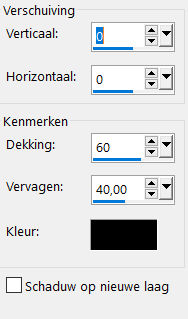 Verschuiving
Verticaal: 0
Horizontaal: 0
Kenmerken
Dekking: 60
Vervagen: 40,00
Kleur:
Schaduw op nieuwe laag